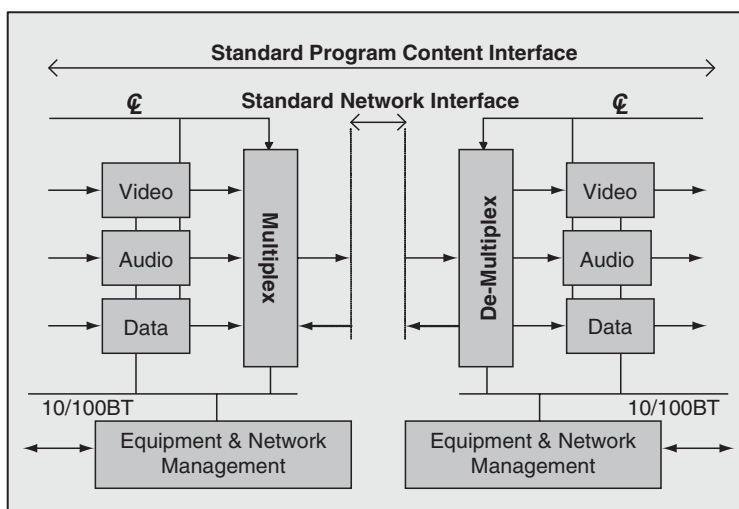 Standard Program Content Interface
℄ Standard Network Interface ℄
Video
Audio
Data
Multiplex
De-Multiplex
Video
Audio
Data
10/100BT
10/100BT
Equipment & Network
Management
Equipment & Network
Management